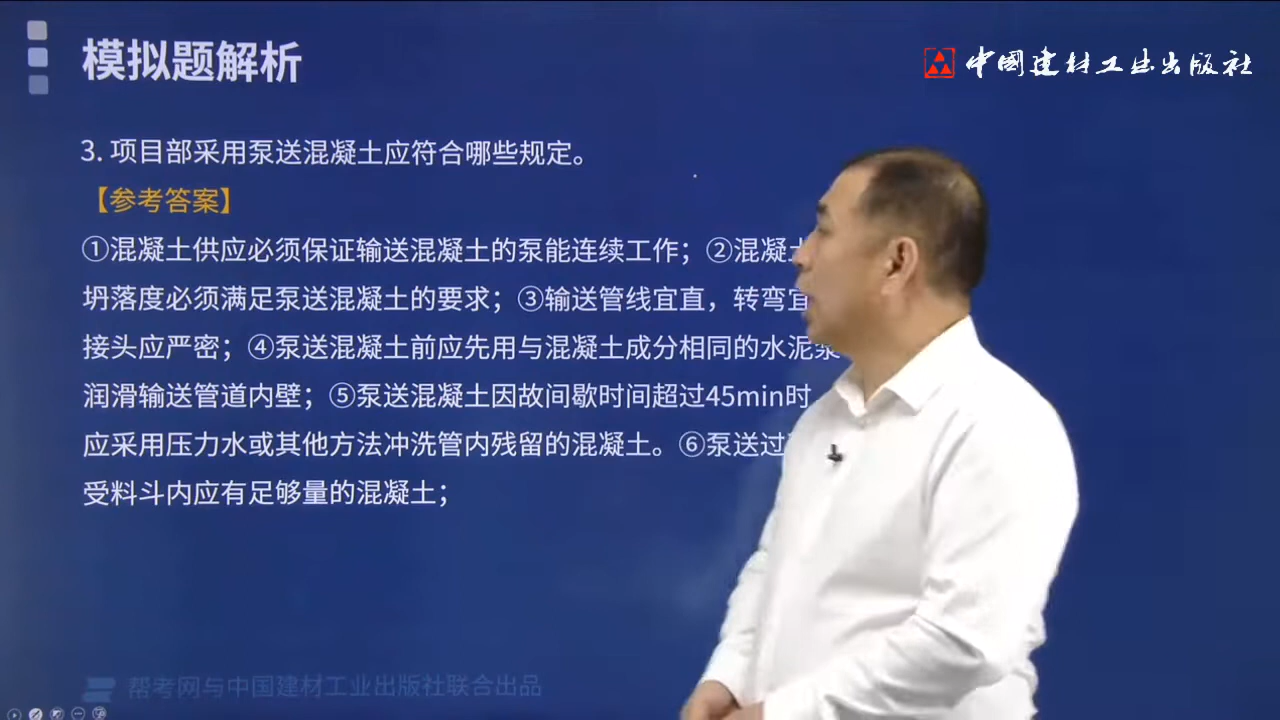 模拟题解析
中国建材工业出版社
3. 项目部采用泵送混凝土应符合哪些规定。
【参考答案】
①混凝土供应必须保证输送混凝土的泵能连续工作；②混凝土
坍落度必须满足泵送混凝土的要求；③输送管线宜直，转弯宜
接头应严密；④泵送混凝土前应先用与混凝土成分相同的水泥浆
润滑输送管道内壁；⑤泵送混凝土因故间歇时间超过45min时
应采用压力水或其他方法冲洗管内残留的混凝土。⑥泵送过
受料斗内应有足够量的混凝土；
帮考网与中国建材工业出版社联合出品